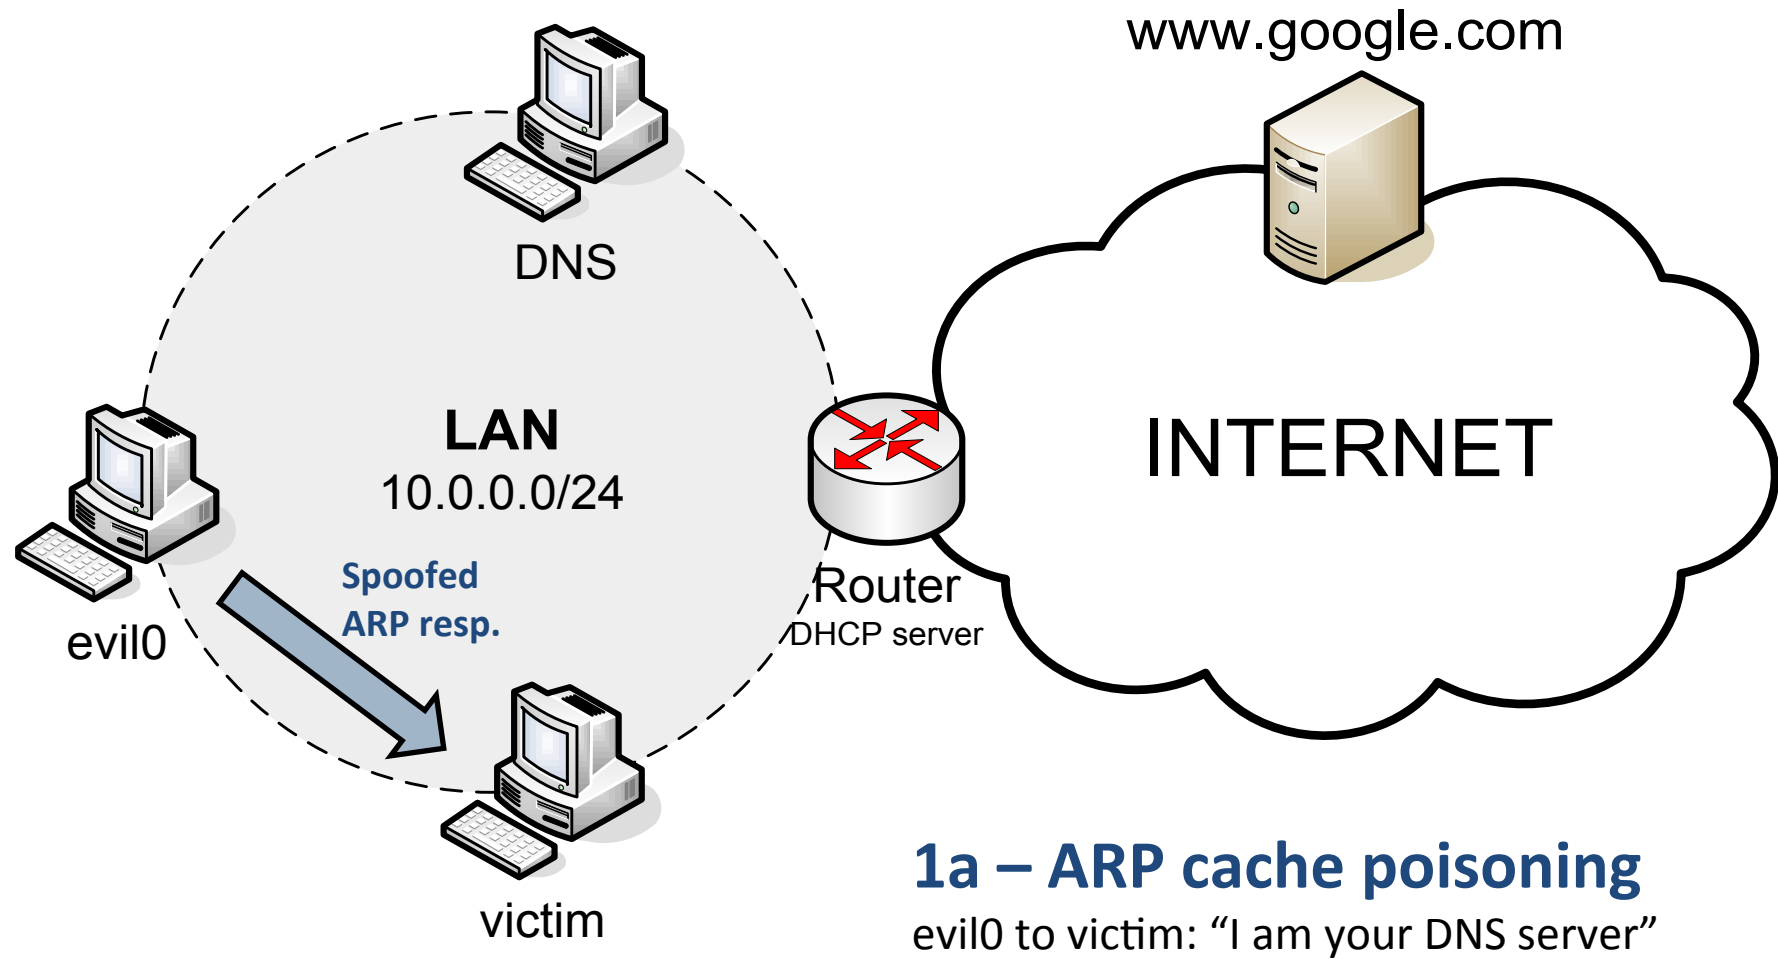 www.google.com
DNS
LAN
10.0.0.0/24
INTERNET
Spoofed
ARP resp.
Router
DHCP server
evil0
victim
1a – ARP cache poisoning
evil0 to victim: “I am your DNS server”